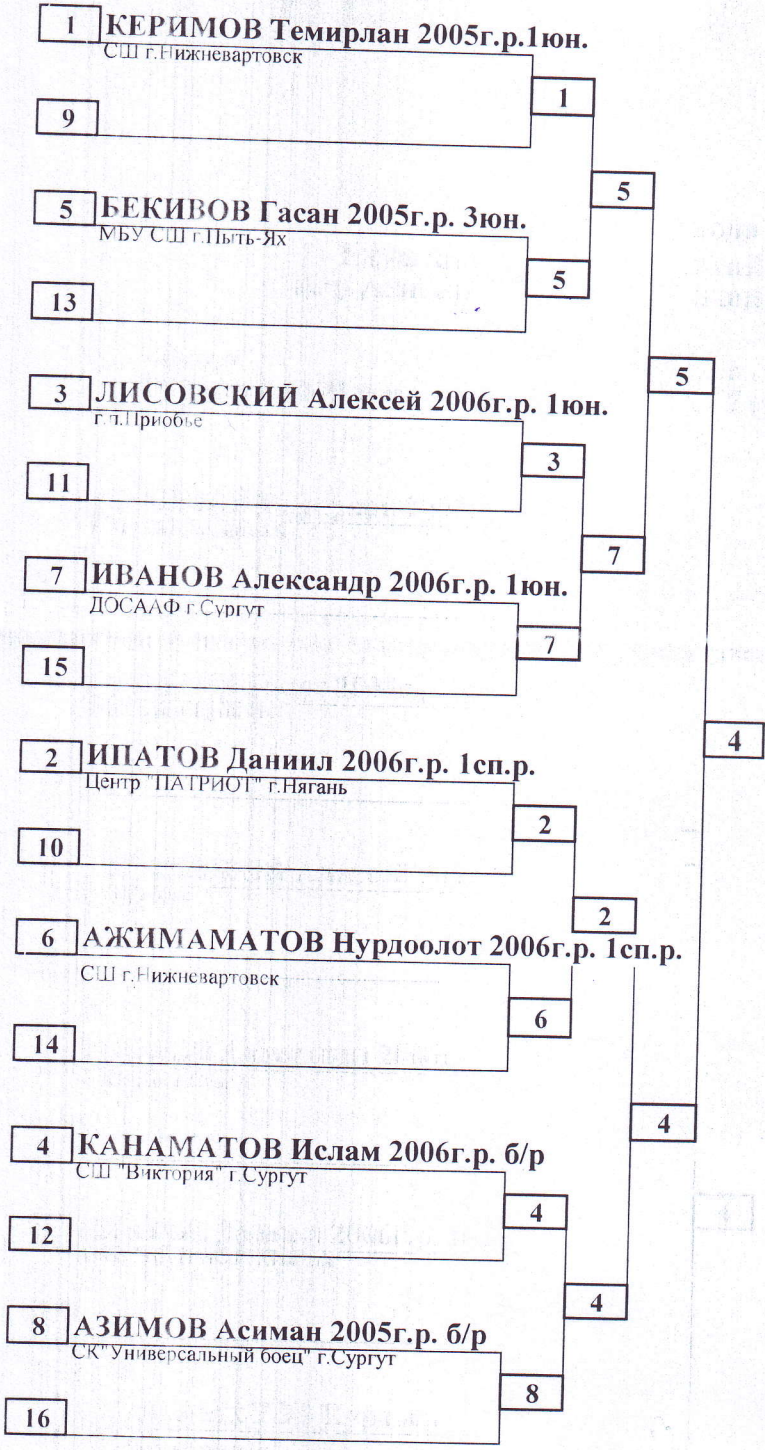 1 КЕРИМОВ Темирлан 2005г.р.1юн.
СШ г.Нижневартовск
1
9
5
5 БЕКИВОВ Гасан 2005г.р. 3юн.
МБУ СШ г.Пыть-Ях
5
13
5
3 ЛИСОВСКИЙ Алексей 2006г.р. 1юн.
г.п.Приобье
3
11
7
7 ИВАНОВ Александр 2006г.р. 1юн.
ДОСААФ г.Сургут
7
15
4
2 ИПАТОВ Даниил 2006г.р. 1сп.р.
Центр "ПАТРИОТ" г.Нягань
2
10
2
6 АЖИМАМАТОВ Нурдоолот 2006г.р. 1сп.р.
СШ г.Нижневартовск
6
14
4
4 КАНАМАТОВ Ислам 2006г.р. б/р
СШ "Виктория" г.Сургут
4
12
4
8 АЗИМОВ Асиман 2005г.р. б/р
СК"Универсальный боец" г.Сургут
8
16